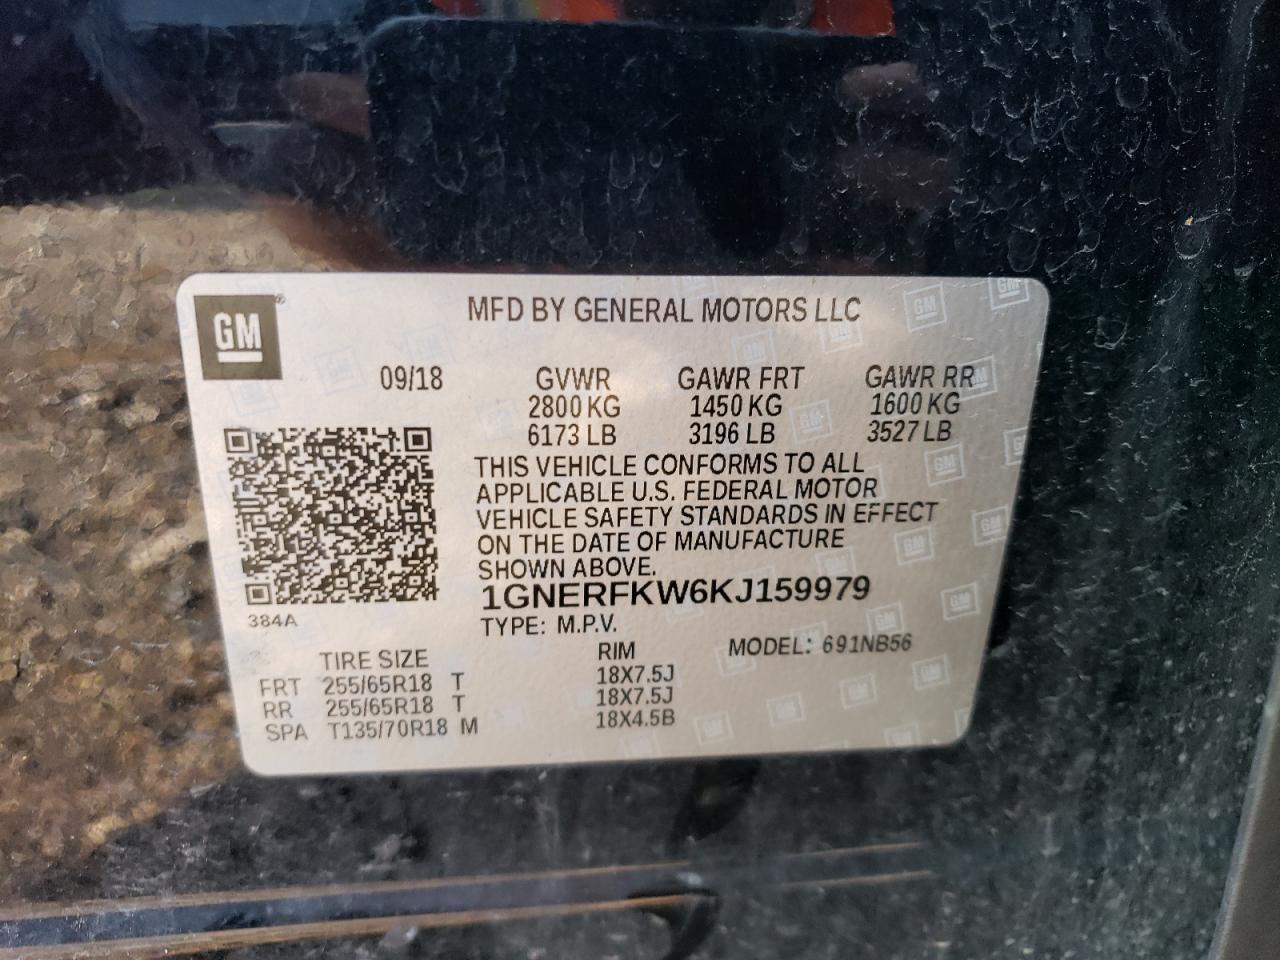 GM
MFD BY GENERAL MOTORS LLC
09/18 GVWR GAWR FRT GAWR RR
2800 KG 1450 KG 1600 KG
6173 LB 3196 LB 3527 LB
THIS VEHICLE CONFORMS TO ALL
APPLICABLE U.S. FEDERAL MOTOR
VEHICLE SAFETY STANDARDS IN EFFECT
ON THE DATE OF MANUFACTURE
SHOWN ABOVE.
1GNERFKW6KJ159979
384A
TYPE: M.P.V.
TIRE SIZE RIM MODEL: 691NB56
FRT 255/65R18 T 18X7.5J
RR 255/65R18 T 18X7.5J
SPA T135/70R18 M 18X4.5B